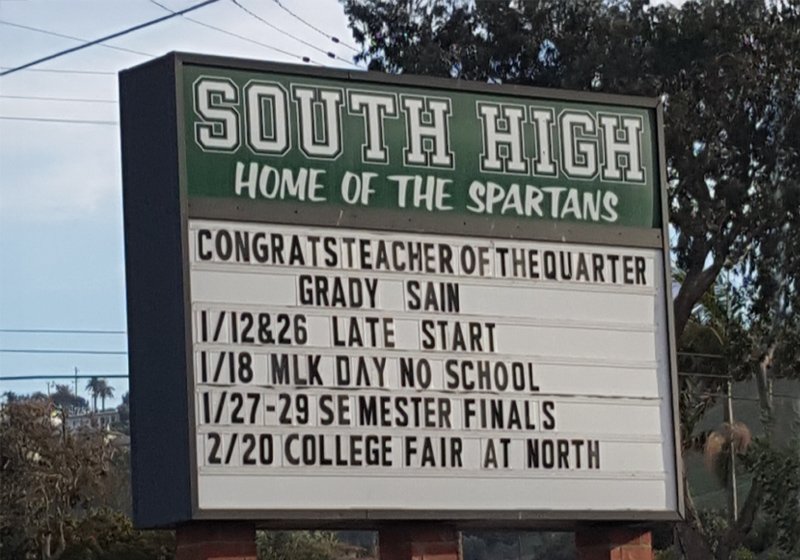 SOUTH HIGH
HOME OF THE SPARTANS
CONGRATS TEACHER OF THE QUARTER
GRADY SAIN
1/12&26 LATE START
1/18 MLK DAY NO SCHOOL
1/27-29 SEMESTER FINALS
2/20 COLLEGE FAIR AT NORTH